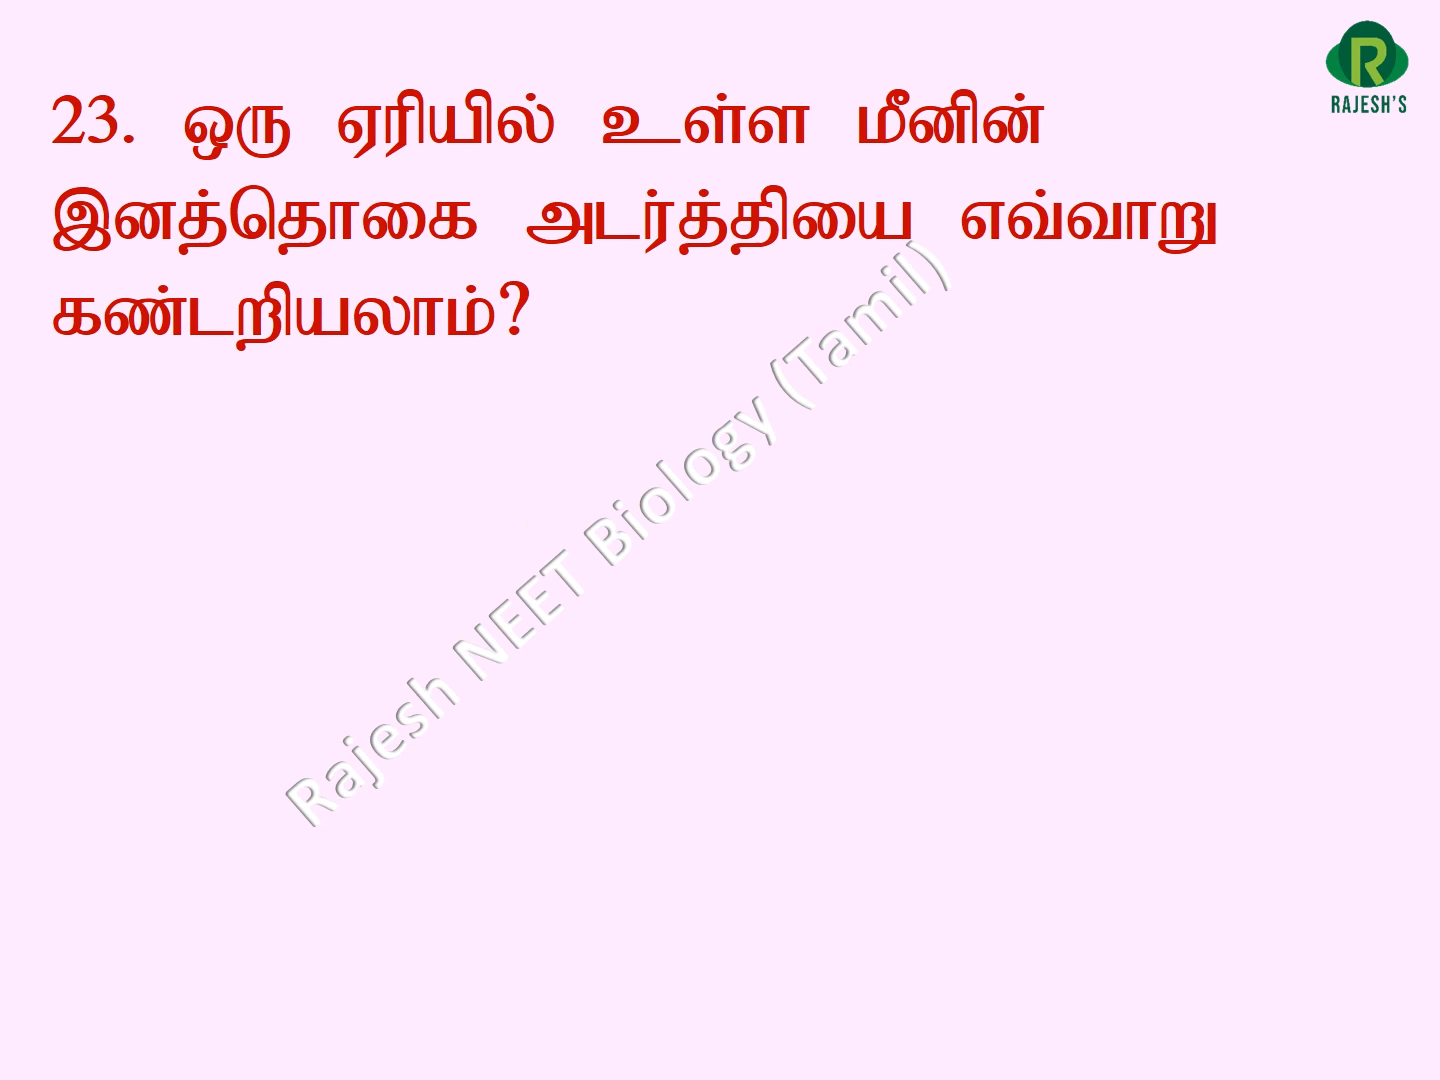 RAJESH'S
23. ஒரு ஏரியில் உள்ள மீனின்
இனத்தொகை அடர்த்தியை எவ்வாறு
கண்டறியலாம்?
Rajesh NEET Biology (Tamil)